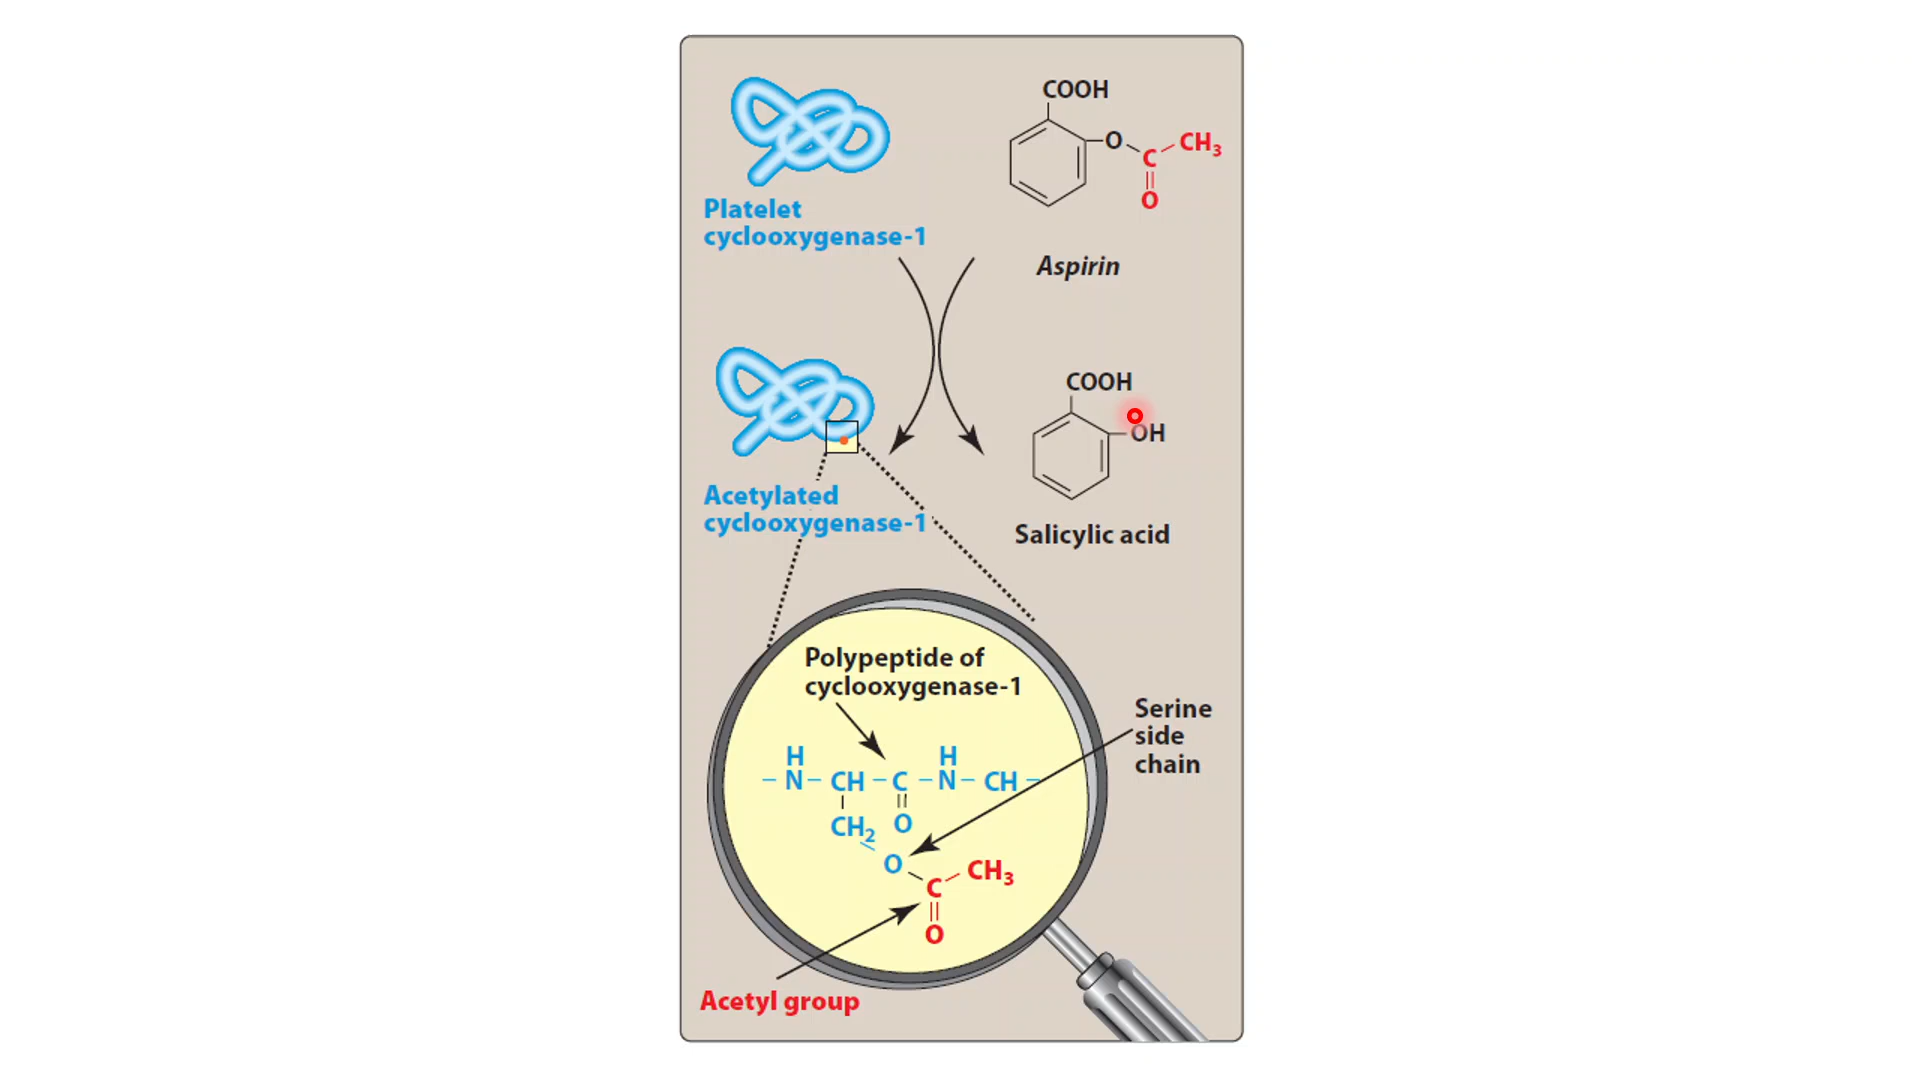 COOH
O
C
CH3
O
Platelet
cyclooxygenase-1
Aspirin
COOH
OH
Salicylic acid
Acetylated
cyclooxygenase-1
Polypeptide of
cyclooxygenase-1
Serine
side
chain
H H
N CH C N CH
CH2 O
O
C CH3
O
Acetyl group